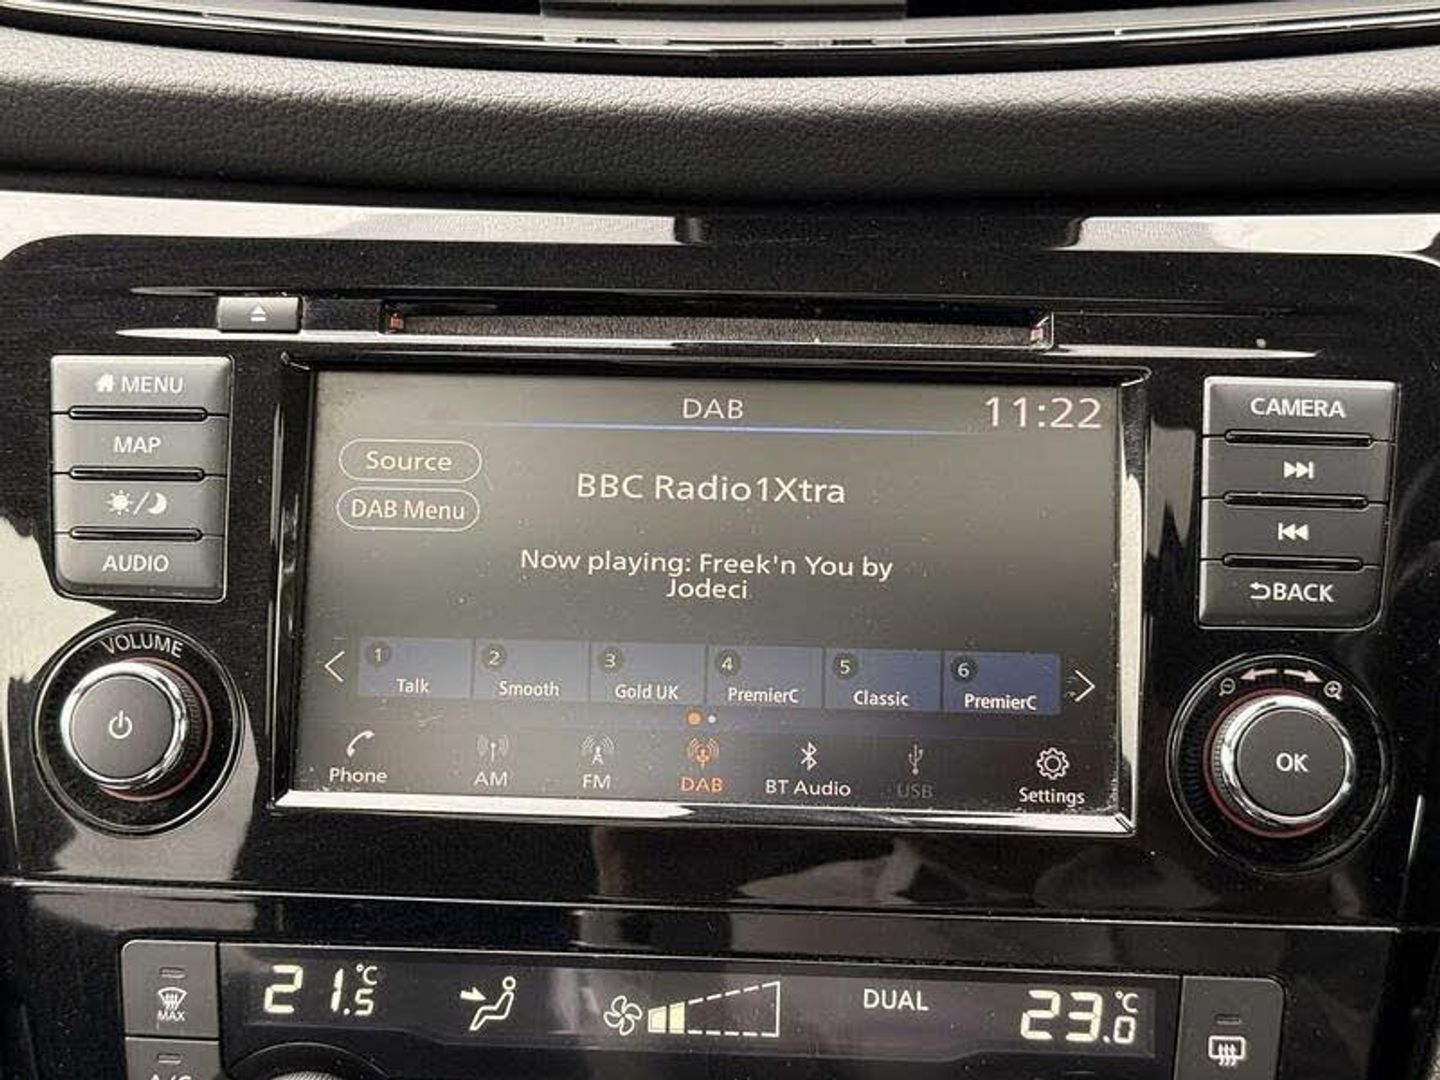 MENU
MAP
AUDIO
VOLUME
DAB
11:22
Source
DAB Menu
BBC Radio1Xtra
Now playing: Freek'n You by
Jodeci
1 Talk
2 Smooth
3 Gold UK
4 PremierC
5 Classic
6 PremierC
Phone
AM
FM
DAB
BT Audio
USB
Settings
CAMERA
BACK
OK
MAX
21.5°C
DUAL
23.0°C
A/C